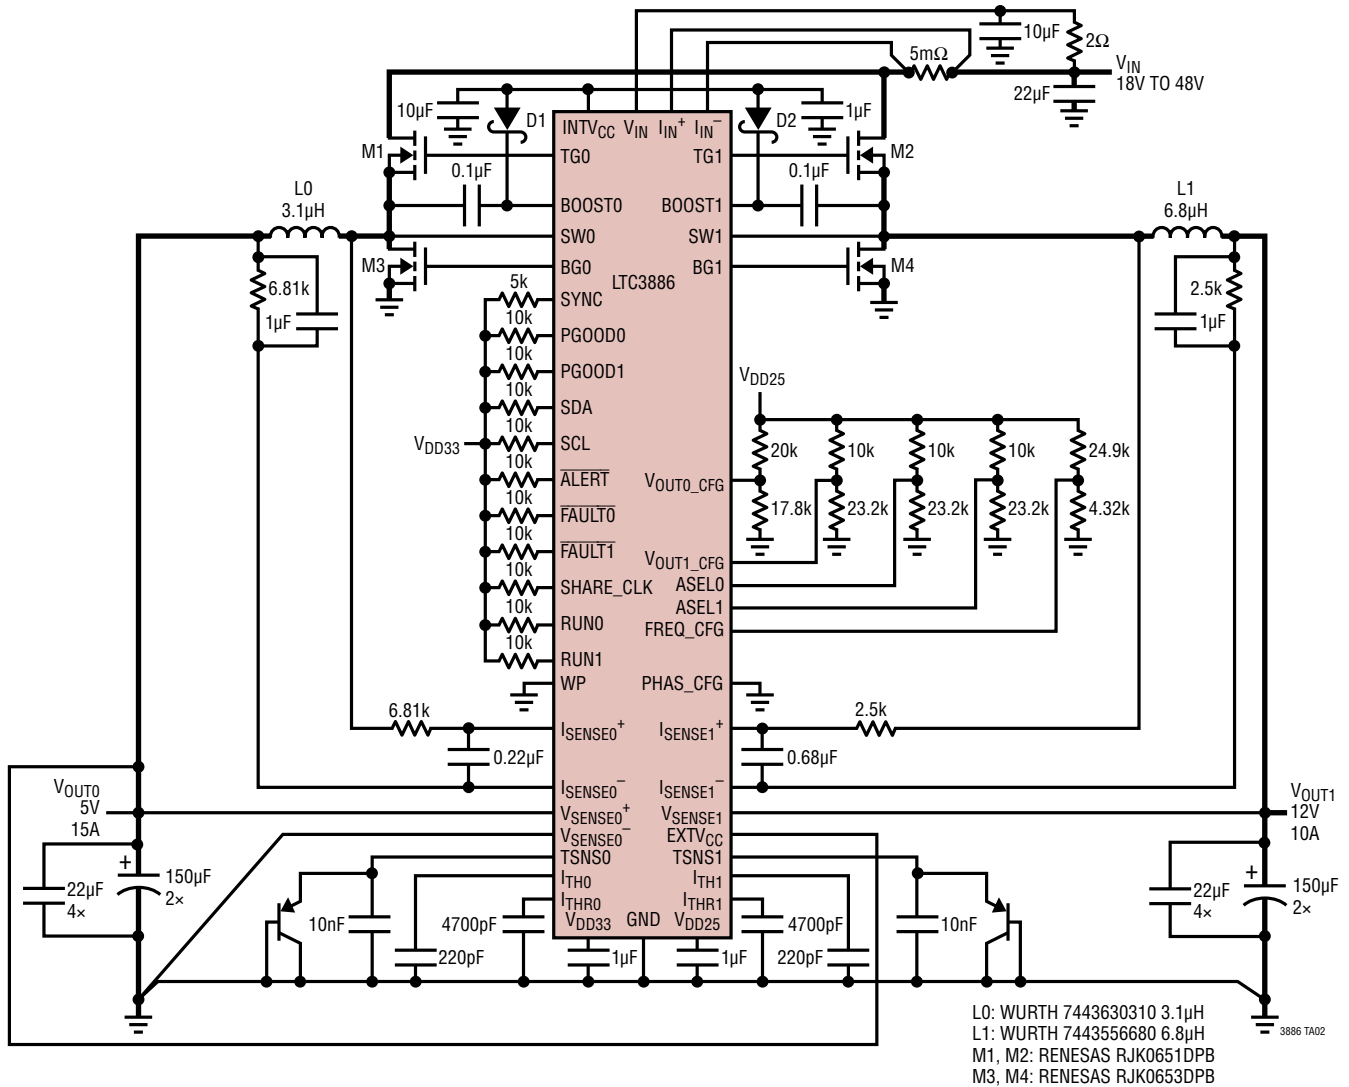 10µF
2Ω
5mΩ
VIN
18V TO 48V
22µF
10µF
D1
D2
1µF
INTVCC
VIN
IIN+
IIN–
M1
TG0
TG1
M2
0.1µF
0.1µF
L0
3.1µH
BOOST0
BOOST1
L1
6.8µH
SW0
SW1
M3
BG0
BG1
M4
LTC3886
6.81k
1µF
2.5k
1µF
5k
SYNC
10k
PGOOD0
10k
PGOOD1
10k
SDA
10k
VDD33
SCL
10k
ALERT
10k
FAULT0
10k
FAULT1
10k
SHARE_CLK
10k
RUN0
10k
RUN1
WP
VDD25
20k
10k
10k
10k
24.9k
VOUT0_CFG
17.8k
23.2k
23.2k
23.2k
4.32k
VOUT1_CFG
ASEL0
ASEL1
FREQ_CFG
PHAS_CFG
6.81k
ISENSE0+
ISENSE1+
2.5k
0.22µF
0.68µF
ISENSE0–
ISENSE1–
VOUT0
5V
15A
VSENSE0+
VSENSE1
VOUT1
12V
10A
VSENSE0–
EXTVCC
TSNS0
TSNS1
ITH0
ITH1
ITHR0
ITHR1
VDD33
GND
VDD25
22µF
4×
+
150µF
2×
10nF
4700pF
220pF
1µF
1µF
4700pF
220pF
10nF
22µF
4×
+
150µF
2×
L0: WURTH 7443630310 3.1µH
L1: WURTH 7443556680 6.8µH
M1, M2: RENESAS RJK0651DPB
M3, M4: RENESAS RJK0653DPB
3886 TA02